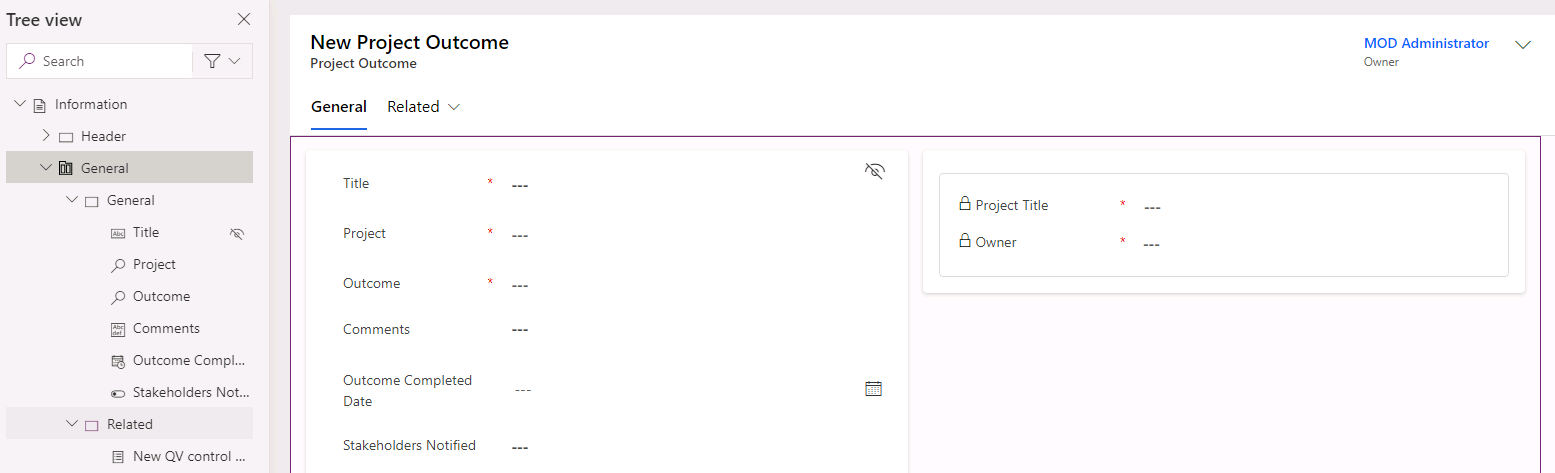 Tree view
Search
Information
Header
General
General
Title
Project
Outcome
Comments
Outcome Compl...
Stakeholders Not...
Related
New QV control ...
New Project Outcome
Project Outcome
MOD Administrator
Owner
General Related
Title * ---
Project * ---
Outcome * ---
Comments ---
Outcome Completed
Date ---
Stakeholders Notified ---
Project Title * ---
Owner * ---